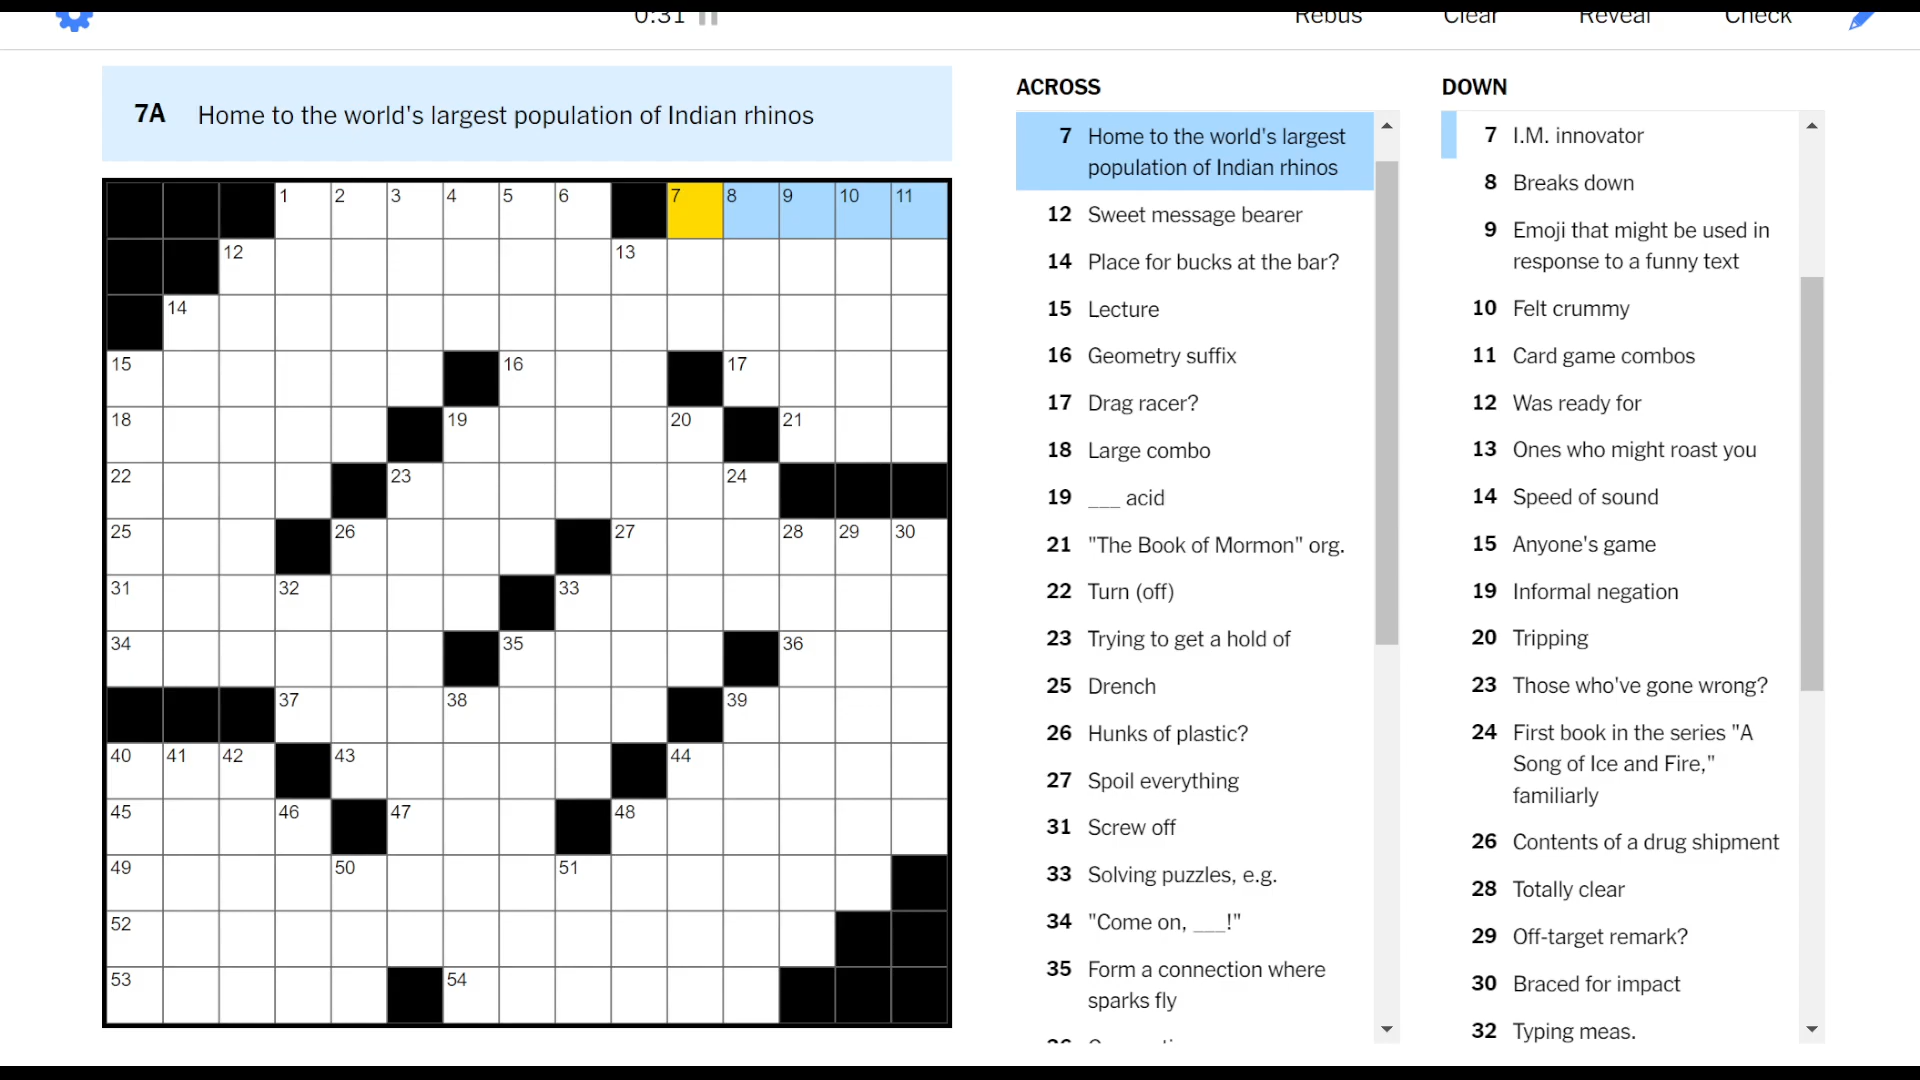 0:31
Rebus Clear Reveal Check
7A Home to the world's largest population of Indian rhinos
1 2 3 4 5 6 7 8 9 10 11
12 13
14
15 16 17
18 19 20 21
22 23 24
25 26 27 28 29 30
31 32 33
34 35 36
37 38 39
40 41 42 43 44
45 46 47 48
49 50 51
52
53 54
ACROSS
7 Home to the world's largest
population of Indian rhinos
12 Sweet message bearer
14 Place for bucks at the bar?
15 Lecture
16 Geometry suffix
17 Drag racer?
18 Large combo
19 ___ acid
21 "The Book of Mormon" org.
22 Turn (off)
23 Trying to get a hold of
25 Drench
26 Hunks of plastic?
27 Spoil everything
31 Screw off
33 Solving puzzles, e.g.
34 "Come on, ___!"
35 Form a connection where
sparks fly
DOWN
7 I.M. innovator
8 Breaks down
9 Emoji that might be used in
response to a funny text
10 Felt crummy
11 Card game combos
12 Was ready for
13 Ones who might roast you
14 Speed of sound
15 Anyone's game
19 Informal negation
20 Tripping
23 Those who've gone wrong?
24 First book in the series "A
Song of Ice and Fire,"
familiarly
26 Contents of a drug shipment
28 Totally clear
29 Off-target remark?
30 Braced for impact
32 Typing meas.